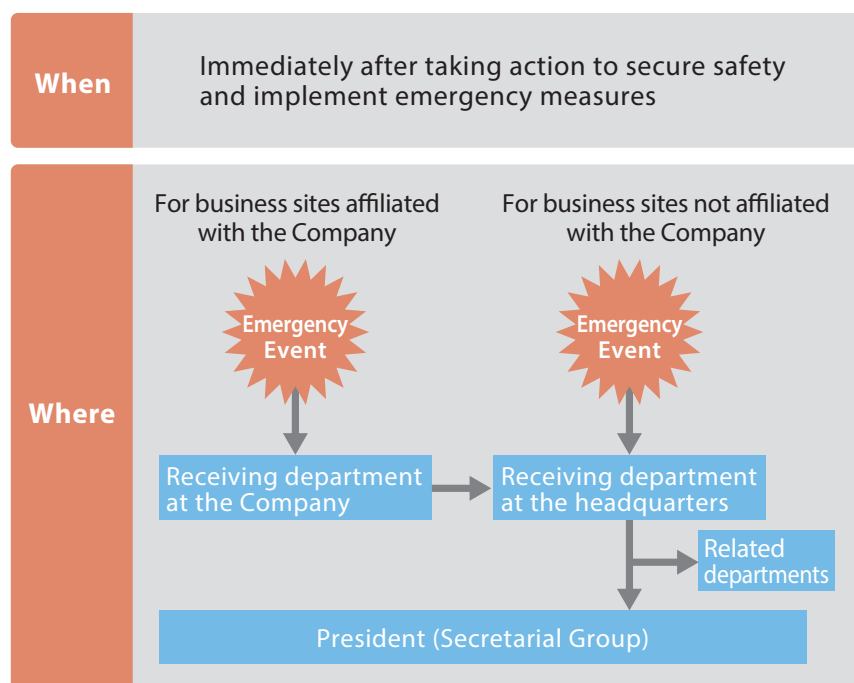 When
Immediately after taking action to secure safety
and implement emergency measures
Where
For business sites affiliated
with the Company
For business sites not affiliated
with the Company
Emergency
Event
Emergency
Event
Receiving department
at the Company
Receiving department
at the headquarters
Related
departments
President (Secretarial Group)